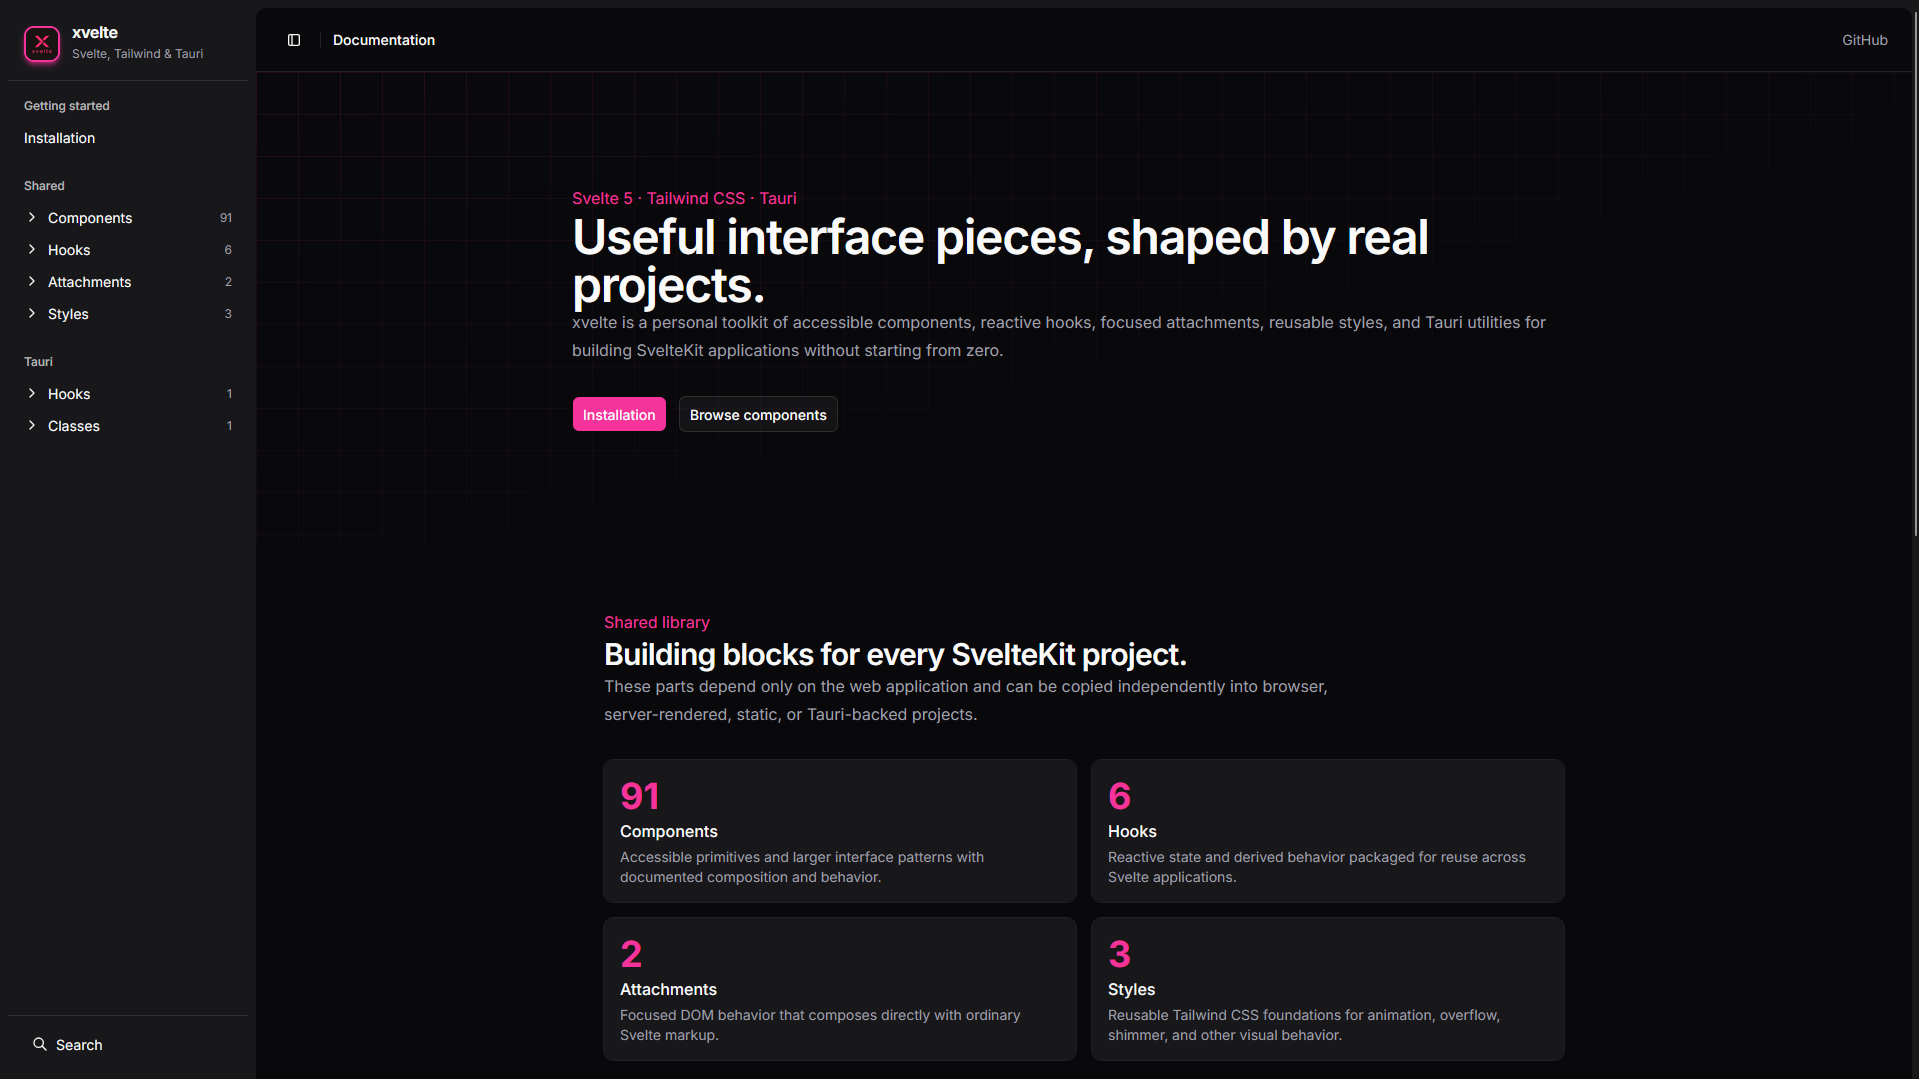 xvelte
xvelte
Svelte, Tailwind & Tauri
Getting started
Installation
Shared
Components 91
Hooks 6
Attachments 2
Styles 3
Tauri
Hooks 1
Classes 1
Search
Documentation
GitHub
Svelte 5 · Tailwind CSS · Tauri
Useful interface pieces, shaped by real
projects.
xvelte is a personal toolkit of accessible components, reactive hooks, focused attachments, reusable styles, and Tauri utilities for
building SvelteKit applications without starting from zero.
Installation
Browse components
Shared library
Building blocks for every SvelteKit project.
These parts depend only on the web application and can be copied independently into browser,
server-rendered, static, or Tauri-backed projects.
91
Components
Accessible primitives and larger interface patterns with
documented composition and behavior.
6
Hooks
Reactive state and derived behavior packaged for reuse across
Svelte applications.
2
Attachments
Focused DOM behavior that composes directly with ordinary
Svelte markup.
3
Styles
Reusable Tailwind CSS foundations for animation, overflow,
shimmer, and other visual behavior.